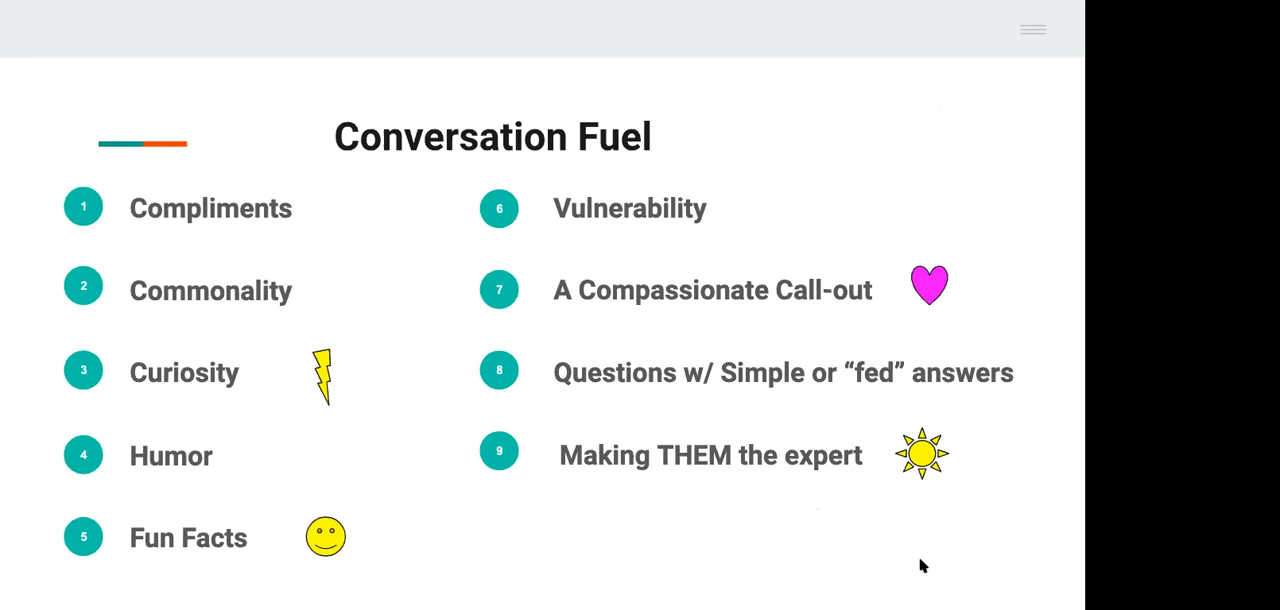 Conversation Fuel
1 Compliments
2 Commonality
3 Curiosity
4 Humor
5 Fun Facts
6 Vulnerability
7 A Compassionate Call-out
8 Questions w/ Simple or “fed” answers
9 Making THEM the expert